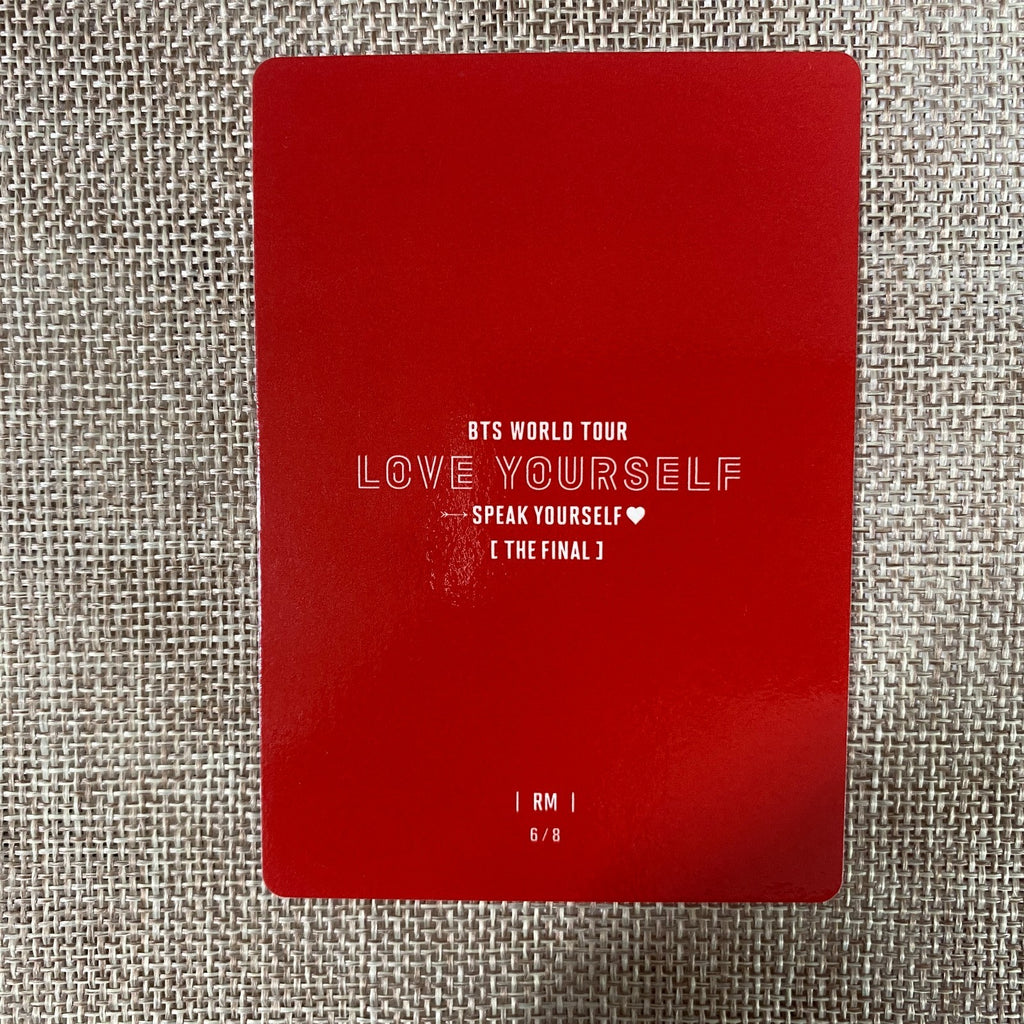 BTS WORLD TOUR
LOVE YOURSELF
SPEAK YOURSELF♥
[ THE FINAL ]
| RM |
6/8